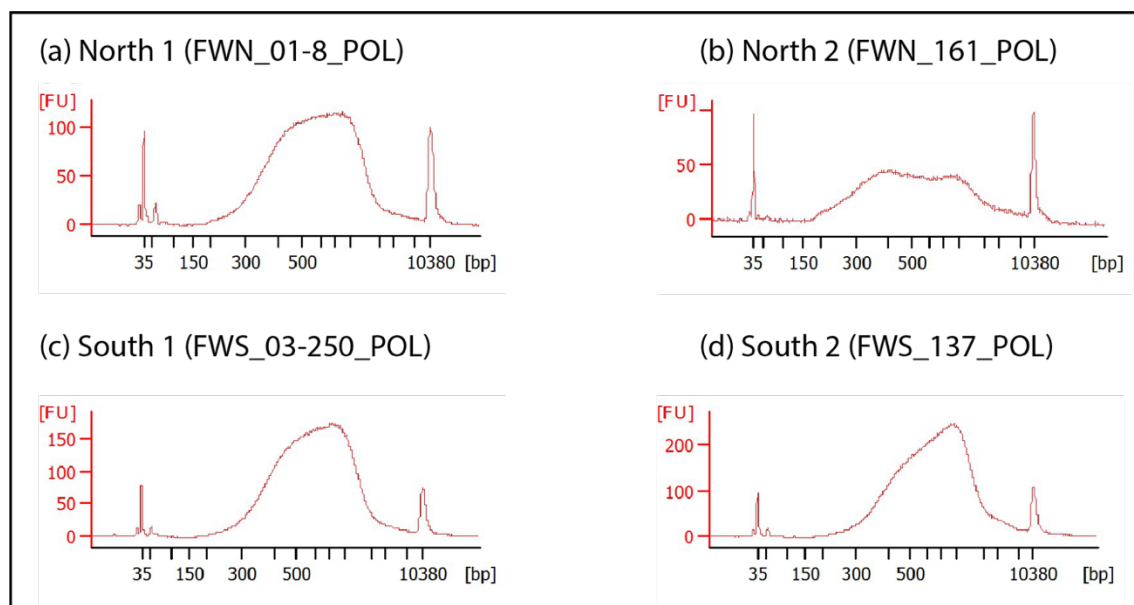 (a) North 1 (FWN_01-8_POL)
[FU]
100
50
0
35 150 300 500 10380 [bp]
(b) North 2 (FWN_161_POL)
[FU]
50
0
35 150 300 500 10380 [bp]
(c) South 1 (FWS_03-250_POL)
[FU]
150
100
50
0
35 150 300 500 10380 [bp]
(d) South 2 (FWS_137_POL)
[FU]
200
100
0
35 150 300 500 10380 [bp]